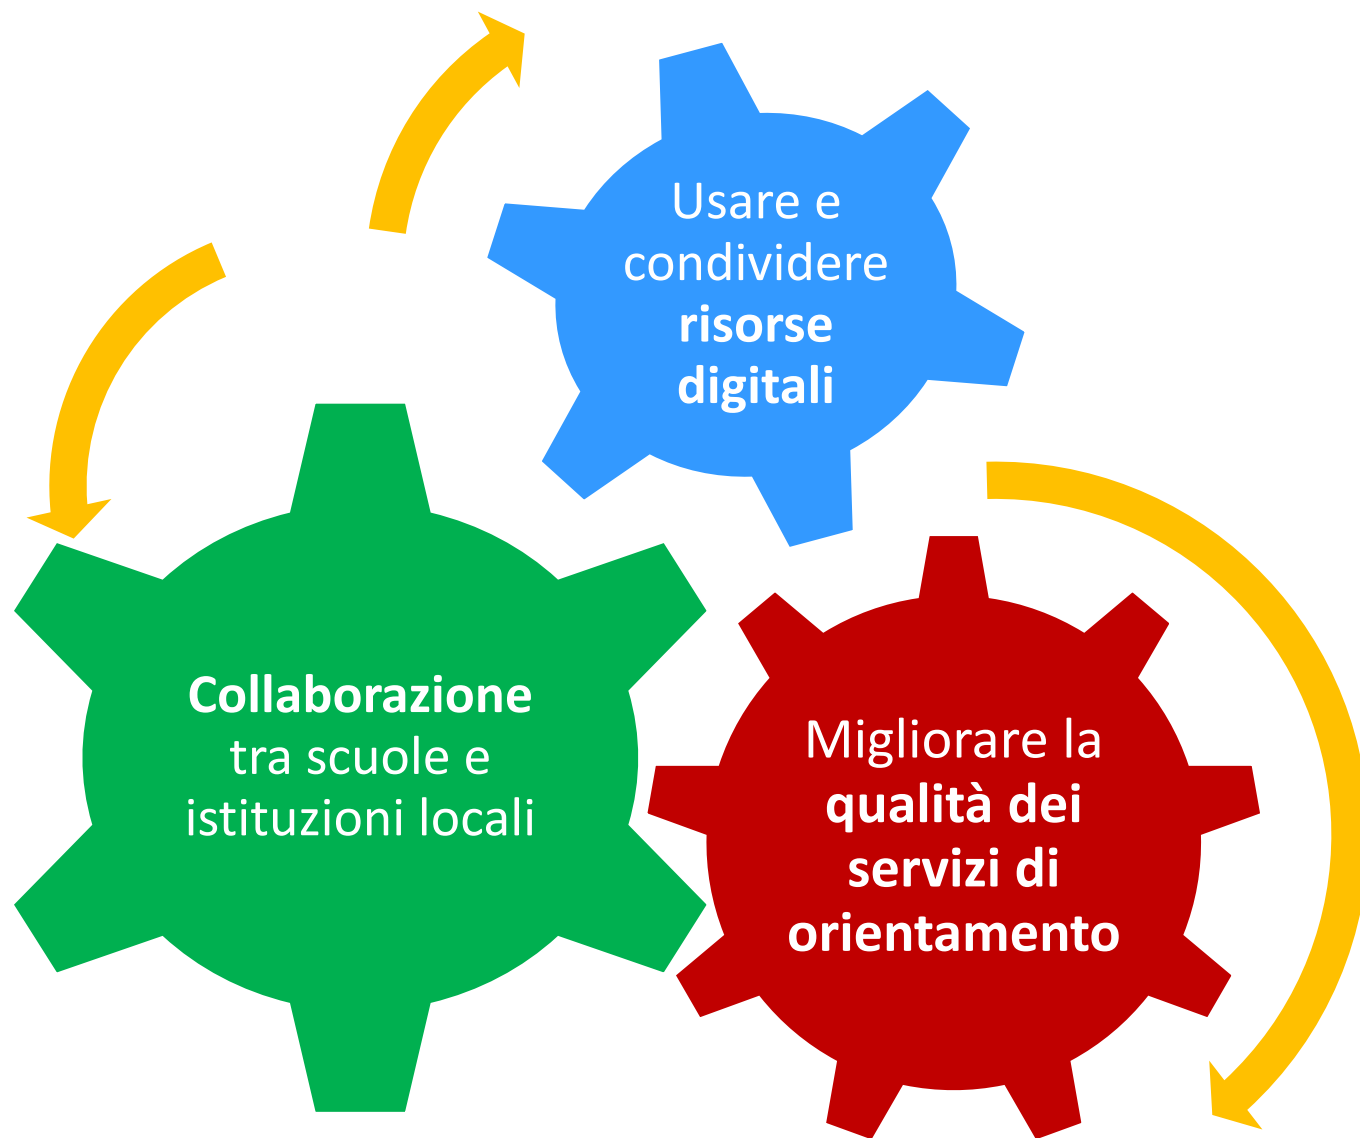 Usare e
condividere
risorse
digitali
Collaborazione
tra scuole e
istituzioni locali
Migliorare la
qualità dei
servizi di
orientamento